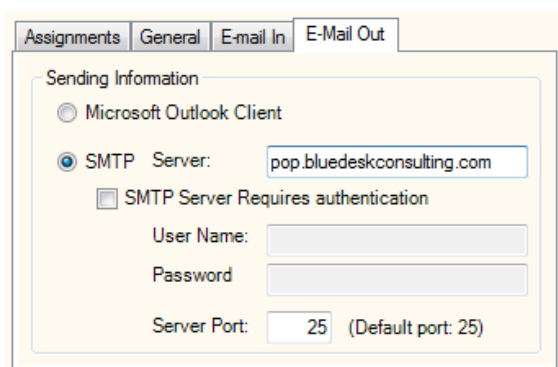 Assignments General E-mail In E-Mail Out
Sending Information
Microsoft Outlook Client
SMTP Server: pop.bluedeskconsulting.com
SMTP Server Requires authentication
User Name:
Password
Server Port: 25 (Default port: 25)